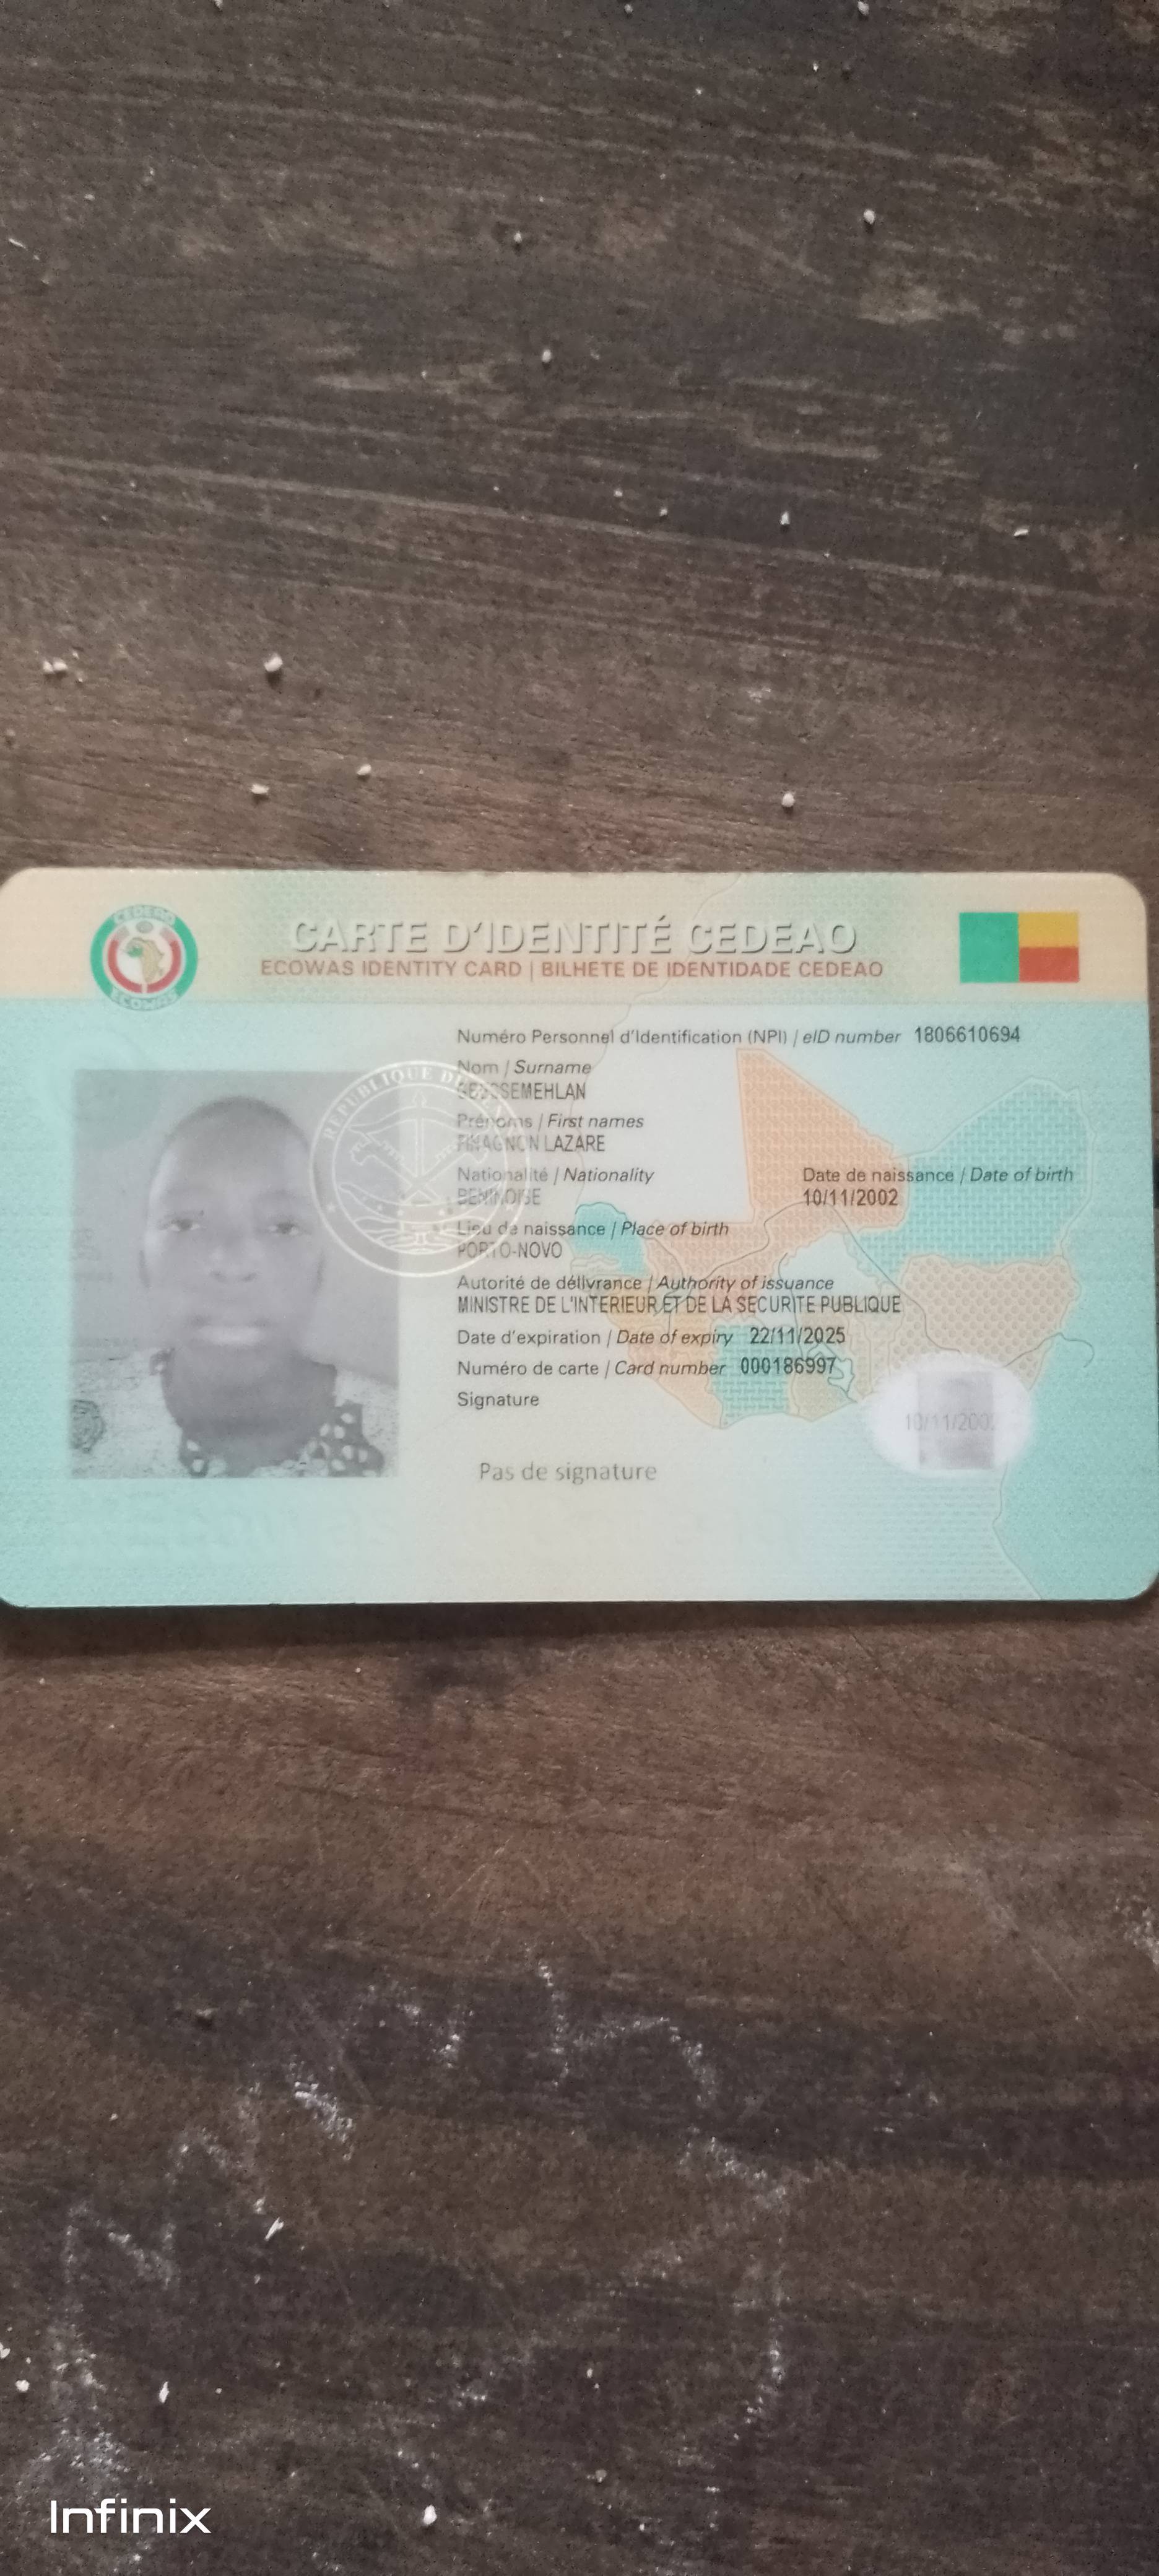 CEDEAO
ECOWAS
CARTE D'IDENTITÉ CEDEAO
ECOWAS IDENTITY CARD | BILHETE DE IDENTIDADE CEDEAO
Numéro Personnel d'Identification (NPI) / eID number 1806610694
Nom / Surname
Prénoms / First names
FINAGNON LAZARE
Nationalité / Nationality
BENINOISE
Date de naissance / Date of birth
10/11/2002
Lieu de naissance / Place of birth
PORTO-NOVO
Autorité de délivrance / Authority of issuance
MINISTRE DE L'INTERIEUR ET DE LA SECURITE PUBLIQUE
Date d'expiration / Date of expiry 22/11/2025
Numéro de carte / Card number 000186997
Signature
Pas de signature
10/11/2002
REPUBLIQUE DU
Infinix